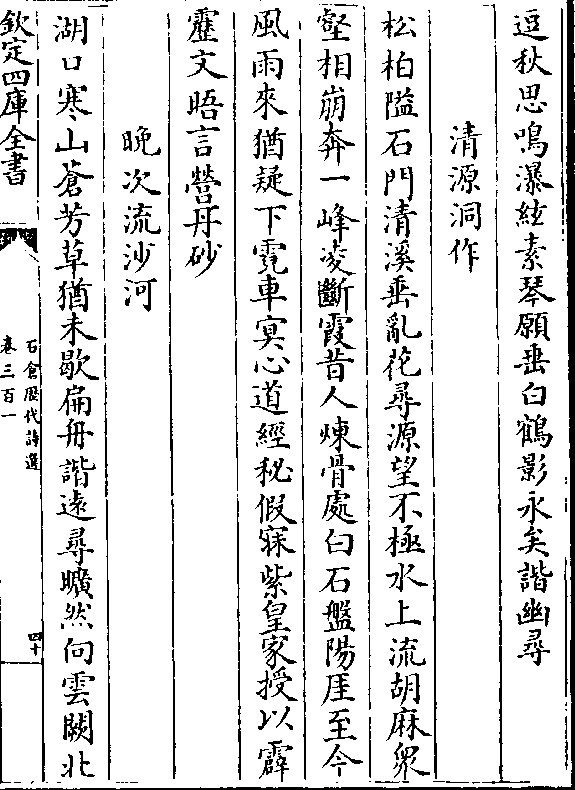 逗秋思鳴瀑絃素琴願垂白鶴影永矣諧幽尋
清源洞作
松柏隘石門清溪垂亂花尋源望不極水上流胡麻衆
壑相崩奔一峰凌斷霞昔人煉骨處白石盤陽厓至今
風雨來猶疑下霓車㝠心道經秘假寐紫皇家授以霹
靂文晤言營丹砂
晚次流沙河
湖口寒山蒼芳草猶未歇扁舟諧遠尋曠然向雲闕北
欽定四庫全書
石倉歷代詩選
卷三百一
四十